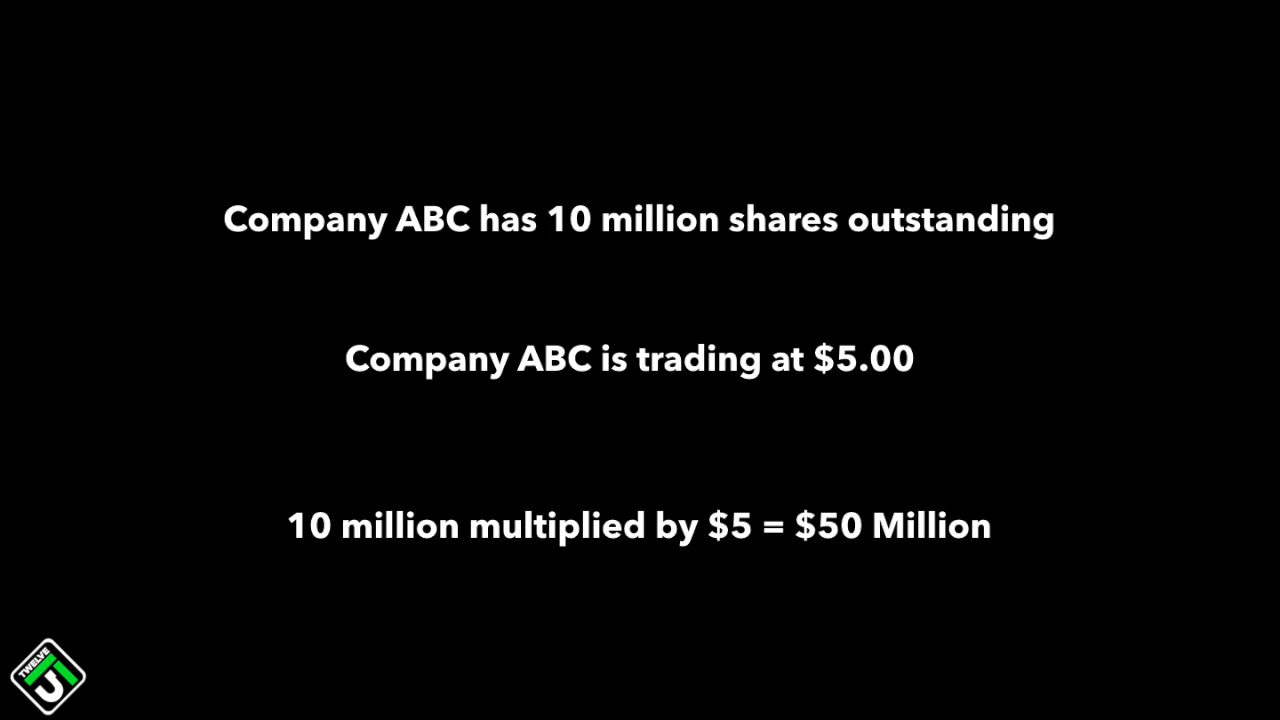 Company ABC has 10 million shares outstanding
Company ABC is trading at $5.00
10 million multiplied by $5 = $50 Million
TWELVE